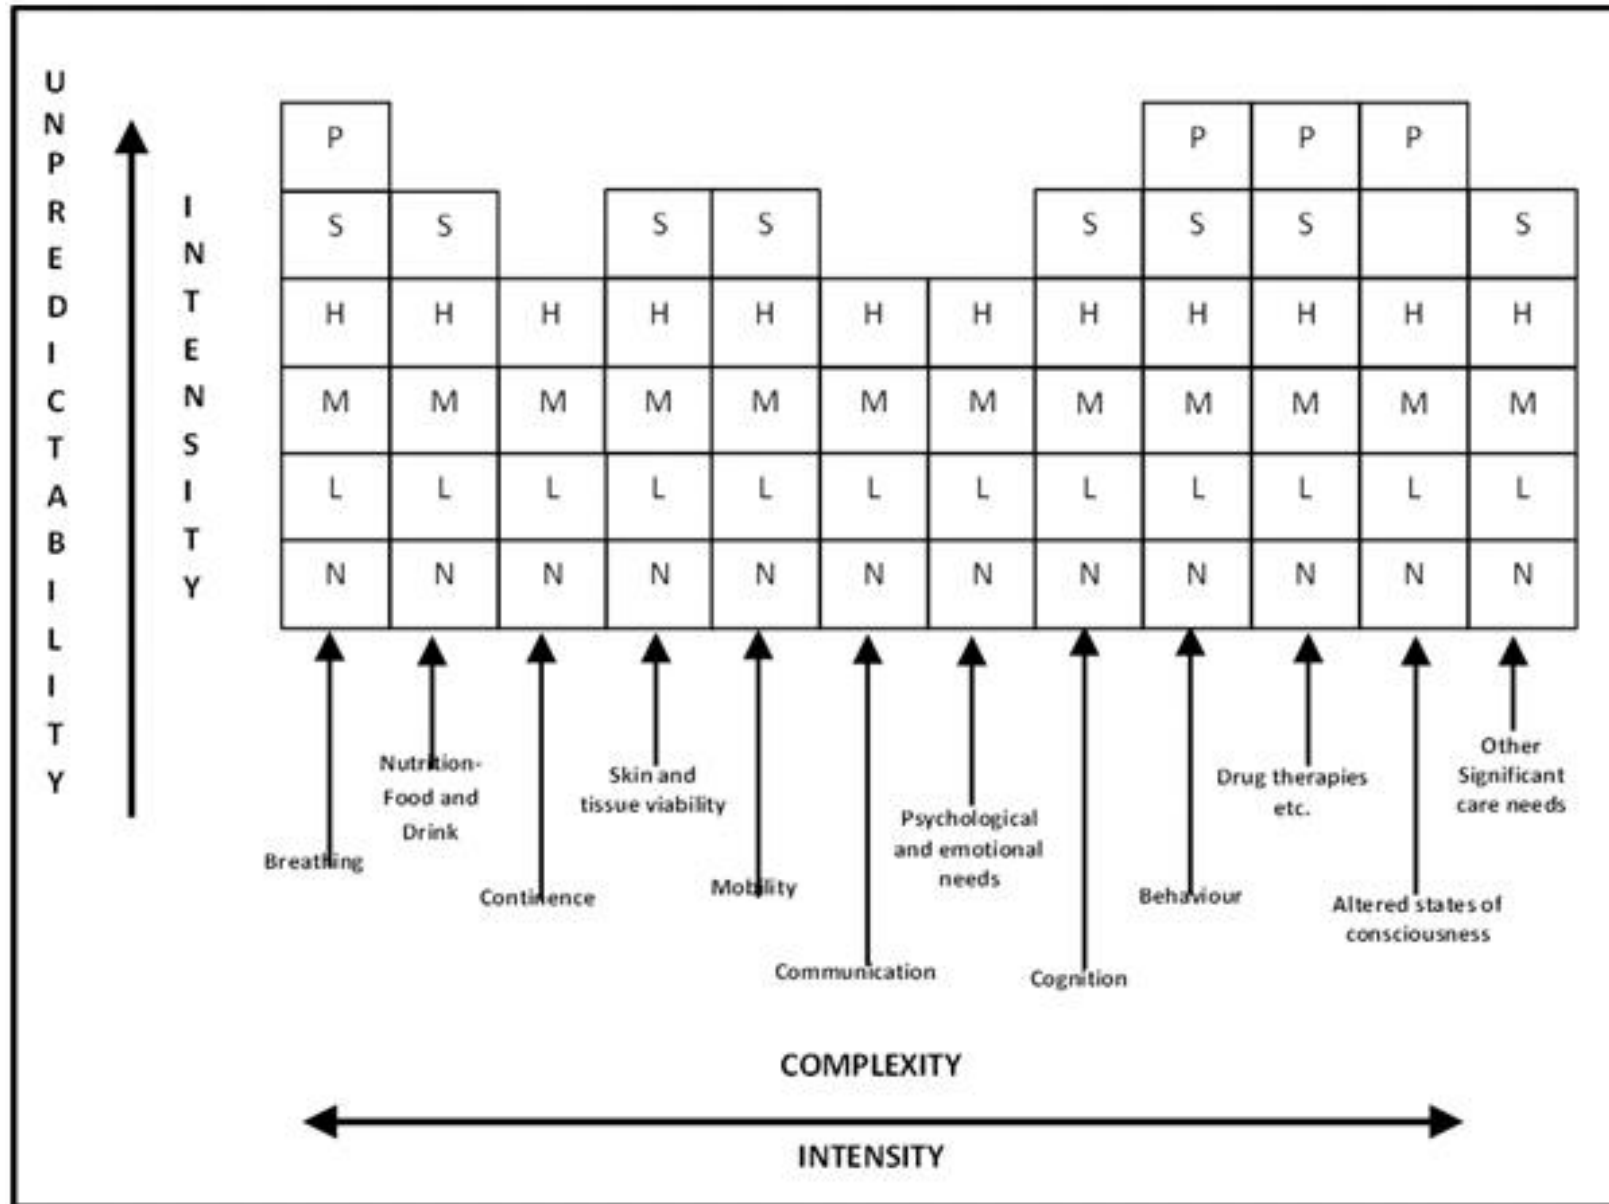 UNPREDICTABILITY
INTENSITY
P P P P
S S S S S S S S
H H H H H H H H H H H H
M M M M M M M M M M M M
L L L L L L L L L L L L
N N N N N N N N N N N N
Breathing
Nutrition-
Food and
Drink
Continence
Skin and
tissue viability
Mobility
Communication
Psychological
and emotional
needs
Cognition
Behaviour
Drug therapies
etc.
Altered states of
consciousness
Other
Significant
care needs
COMPLEXITY
INTENSITY